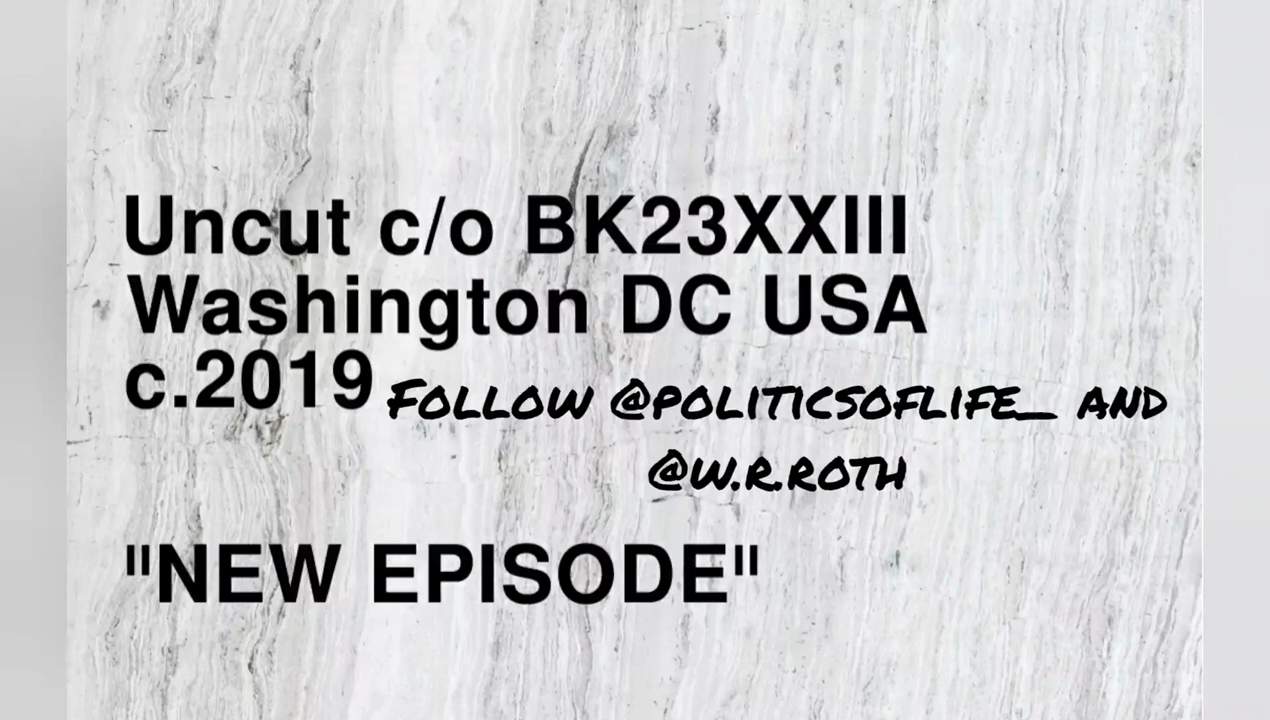 Uncut c/o BK23XXIII
Washington DC USA
c.2019
Follow @politicsoflife_ and
@w.r.roth
"NEW EPISODE"